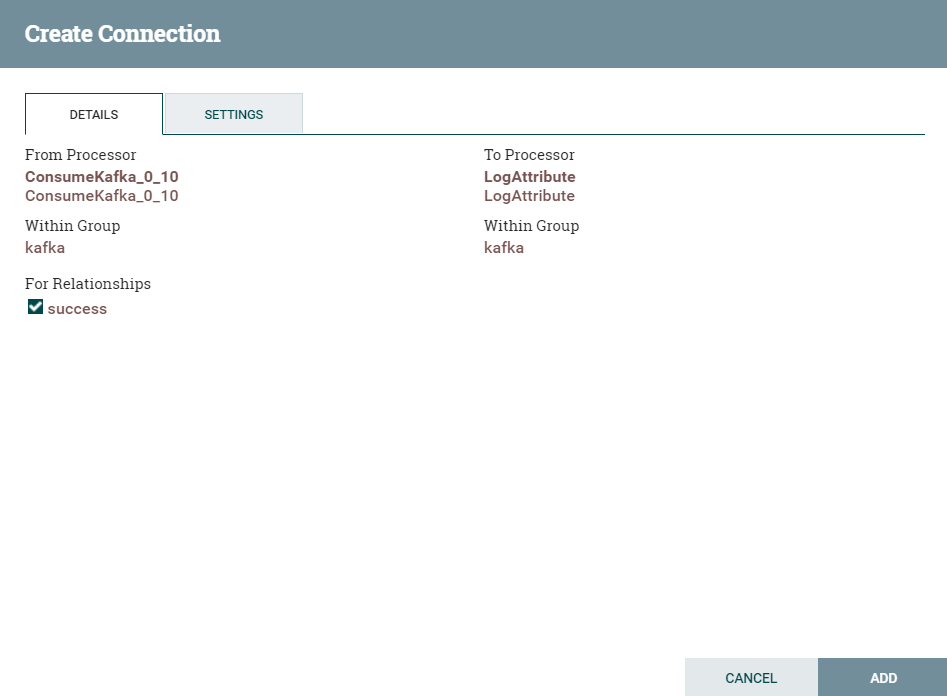 Create Connection
DETAILS
SETTINGS
From Processor
ConsumeKafka_0_10
ConsumeKafka_0_10
Within Group
kafka
To Processor
LogAttribute
LogAttribute
Within Group
kafka
For Relationships
success
CANCEL
ADD